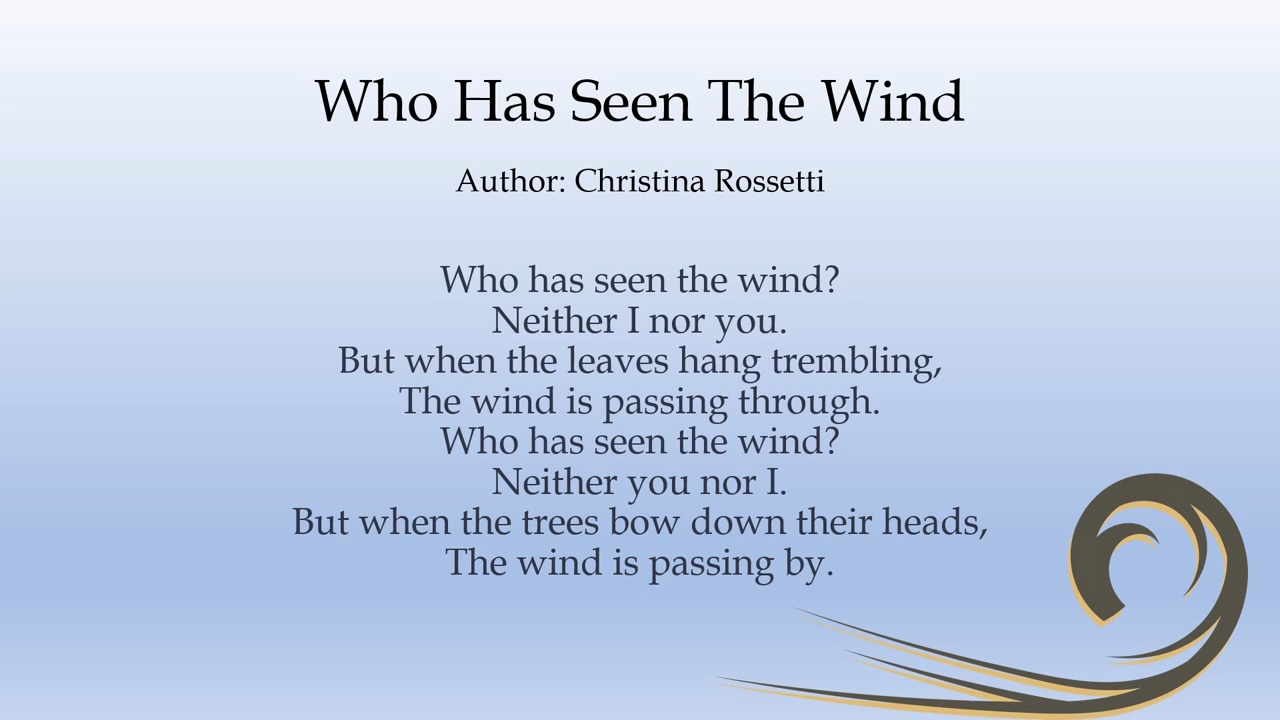 Who Has Seen The Wind
Author: Christina Rossetti
Who has seen the wind?
Neither I nor you.
But when the leaves hang trembling,
The wind is passing through.
Who has seen the wind?
Neither you nor I.
But when the trees bow down their heads,
The wind is passing by.